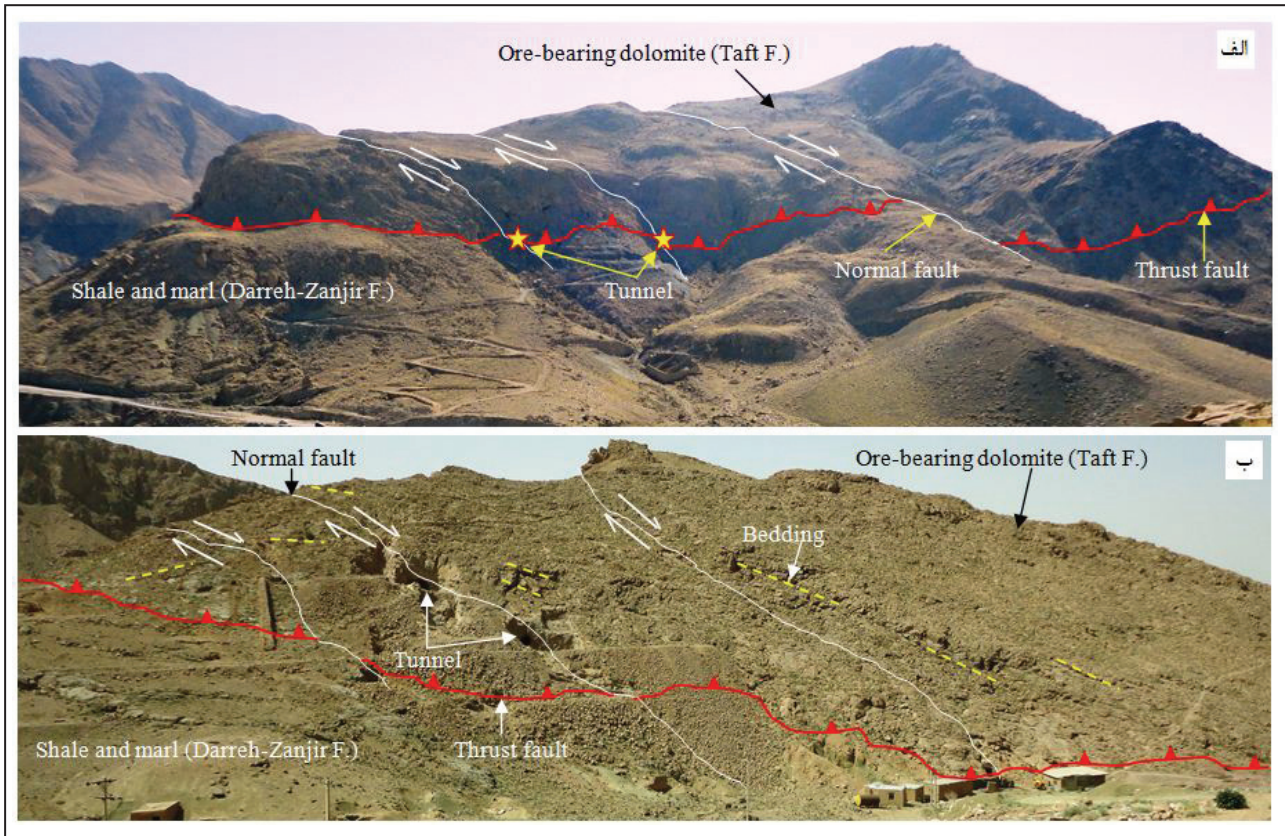 الف
Ore-bearing dolomite (Taft F.)
Normal fault
Thrust fault
Shale and marl (Darreh-Zanjir F.)
Tunnel
Normal fault
Ore-bearing dolomite (Taft F.)
ب
Bedding
Tunnel
Shale and marl (Darreh-Zanjir F.)
Thrust fault